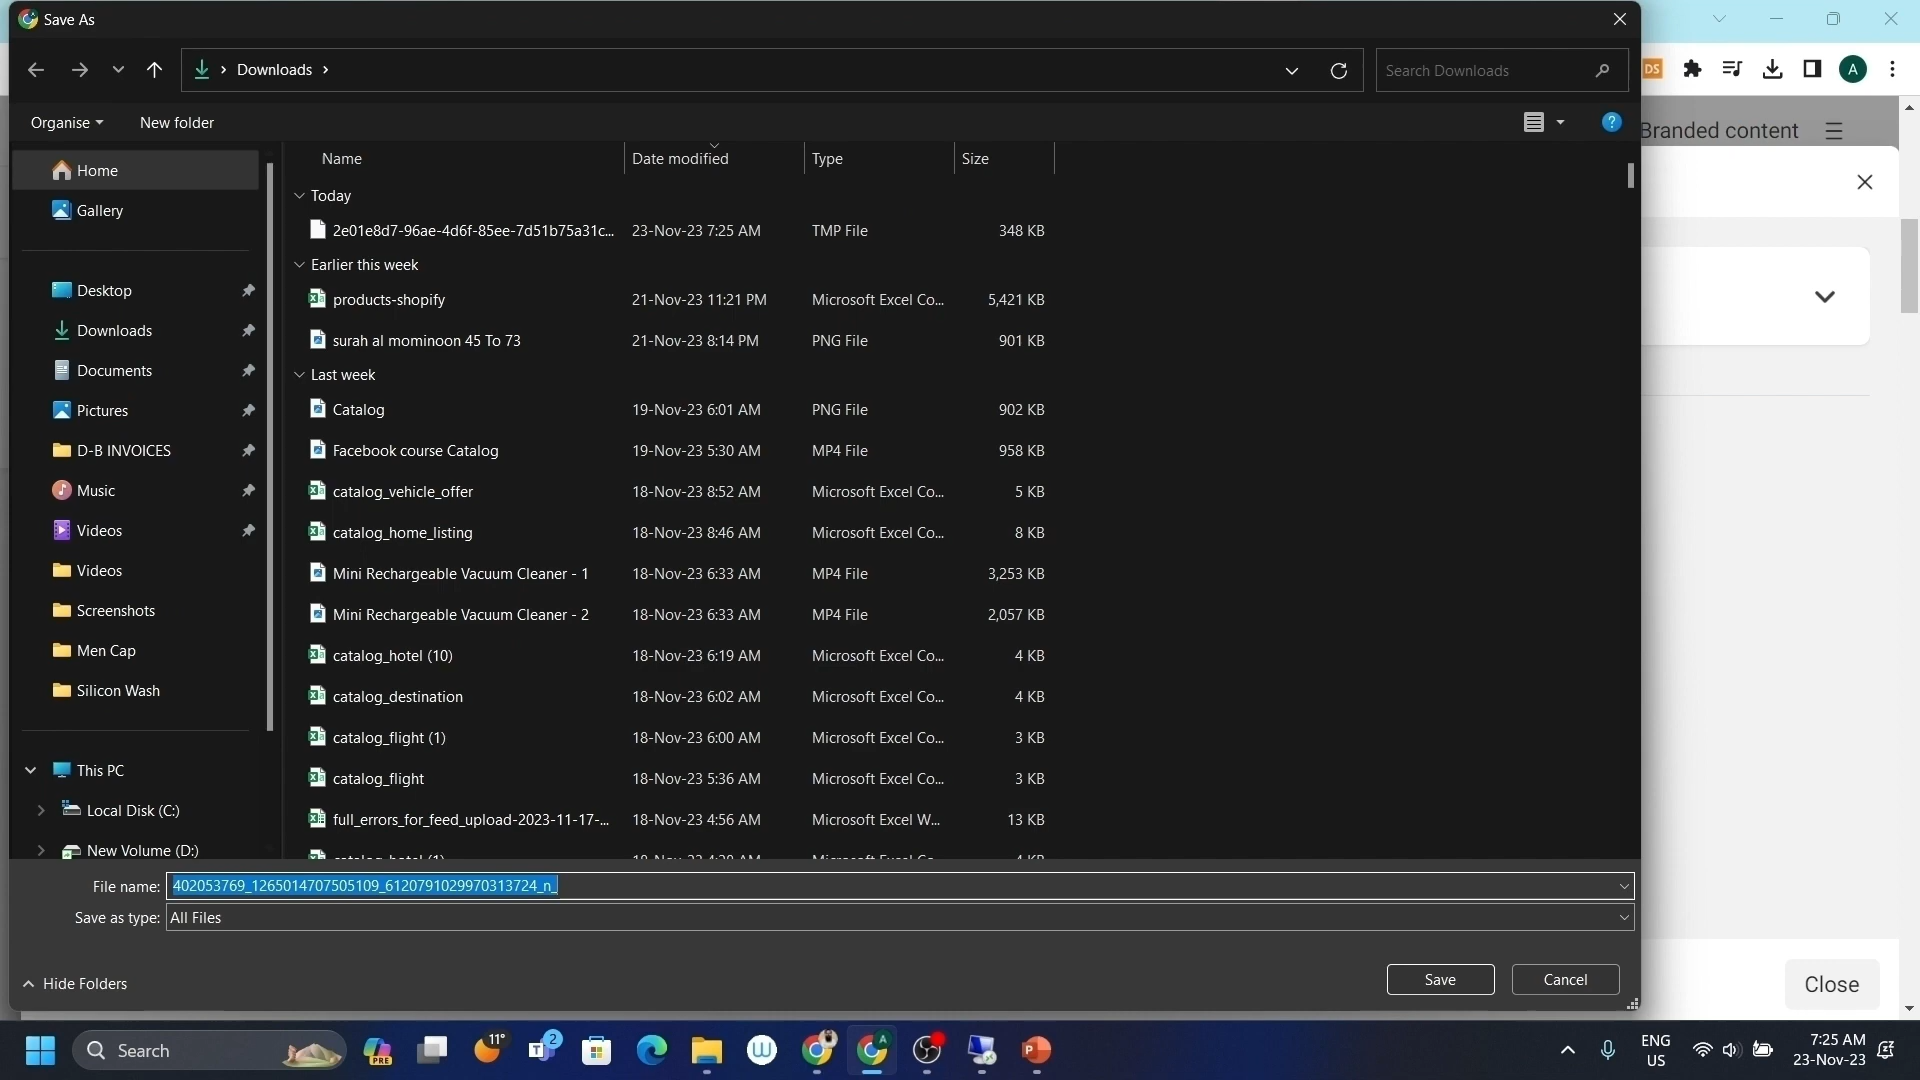 Save As
Downloads
Search Downloads
DS
A
Organise
New folder
?
Branded content
Home
Gallery
Desktop
Downloads
Documents
Pictures
D-B INVOICES
Music
Videos
Videos
Screenshots
Men Cap
Silicon Wash
This PC
Local Disk (C:)
New Volume (D:)
Name Date modified Type Size
Today
2e01e8d7-96ae-4d6f-85ee-7d51b75a31c... 23-Nov-23 7:25 AM TMP File 348 KB
Earlier this week
products-shopify 21-Nov-23 11:21 PM Microsoft Excel Co... 5,421 KB
surah al mominoon 45 To 73 21-Nov-23 8:14 PM PNG File 901 KB
Last week
Catalog 19-Nov-23 6:01 AM PNG File 902 KB
Facebook course Catalog 19-Nov-23 5:30 AM MP4 File 958 KB
catalog_vehicle_offer 18-Nov-23 8:52 AM Microsoft Excel Co... 5 KB
catalog_home_listing 18-Nov-23 8:46 AM Microsoft Excel Co... 8 KB
Mini Rechargeable Vacuum Cleaner - 1 18-Nov-23 6:33 AM MP4 File 3,253 KB
Mini Rechargeable Vacuum Cleaner - 2 18-Nov-23 6:33 AM MP4 File 2,057 KB
catalog_hotel (10) 18-Nov-23 6:19 AM Microsoft Excel Co... 4 KB
catalog_destination 18-Nov-23 6:02 AM Microsoft Excel Co... 4 KB
catalog_flight (1) 18-Nov-23 6:00 AM Microsoft Excel Co... 3 KB
catalog_flight 18-Nov-23 5:36 AM Microsoft Excel Co... 3 KB
full_errors_for_feed_upload-2023-11-17-... 18-Nov-23 4:56 AM Microsoft Excel W... 13 KB
File name: 402053769_1265014707505109_6120791029970313724_n_
Save as type: All Files
Hide Folders
Save
Cancel
Close
Search
PRE
11°
2
A
ENG
US
7:25 AM
23-Nov-23